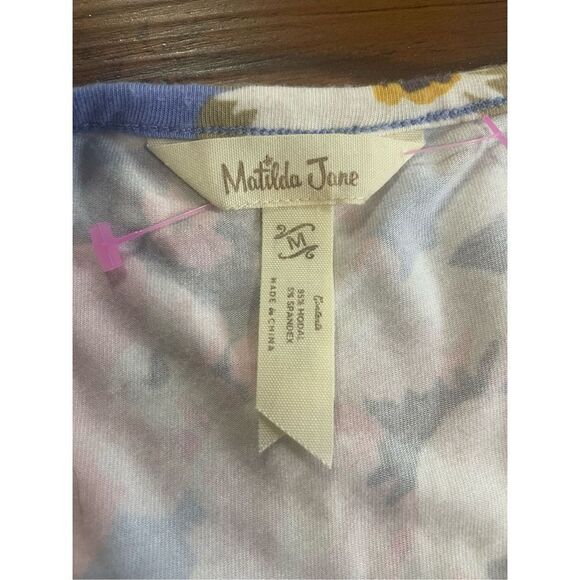 Matilda Jane
M
Contents
95% MODAL
5% SPANDEX
MADE in CHINA